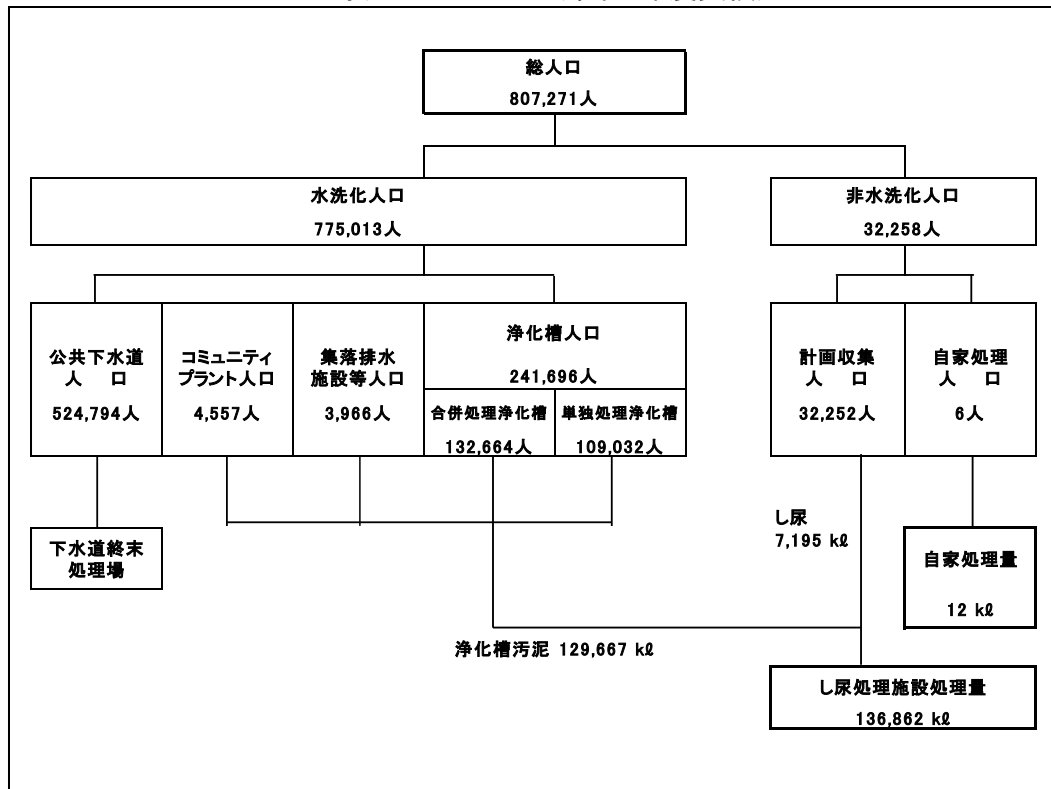 総人口
807,271人
水洗化人口
775,013人
非水洗化人口
32,258人
公共下水道
人　口
524,794人
コミュニティ
プラント人口
4,557人
集落排水
施設等人口
3,966人
浄化槽人口
241,696人
合併処理浄化槽
132,664人
単独処理浄化槽
109,032人
計画収集
人　口
32,252人
自家処理
人　口
6人
下水道終末
処理場
し尿
7,195 kℓ
自家処理量
12 kℓ
浄化槽汚泥 129,667 kℓ
し尿処理施設処理量
136,862 kℓ